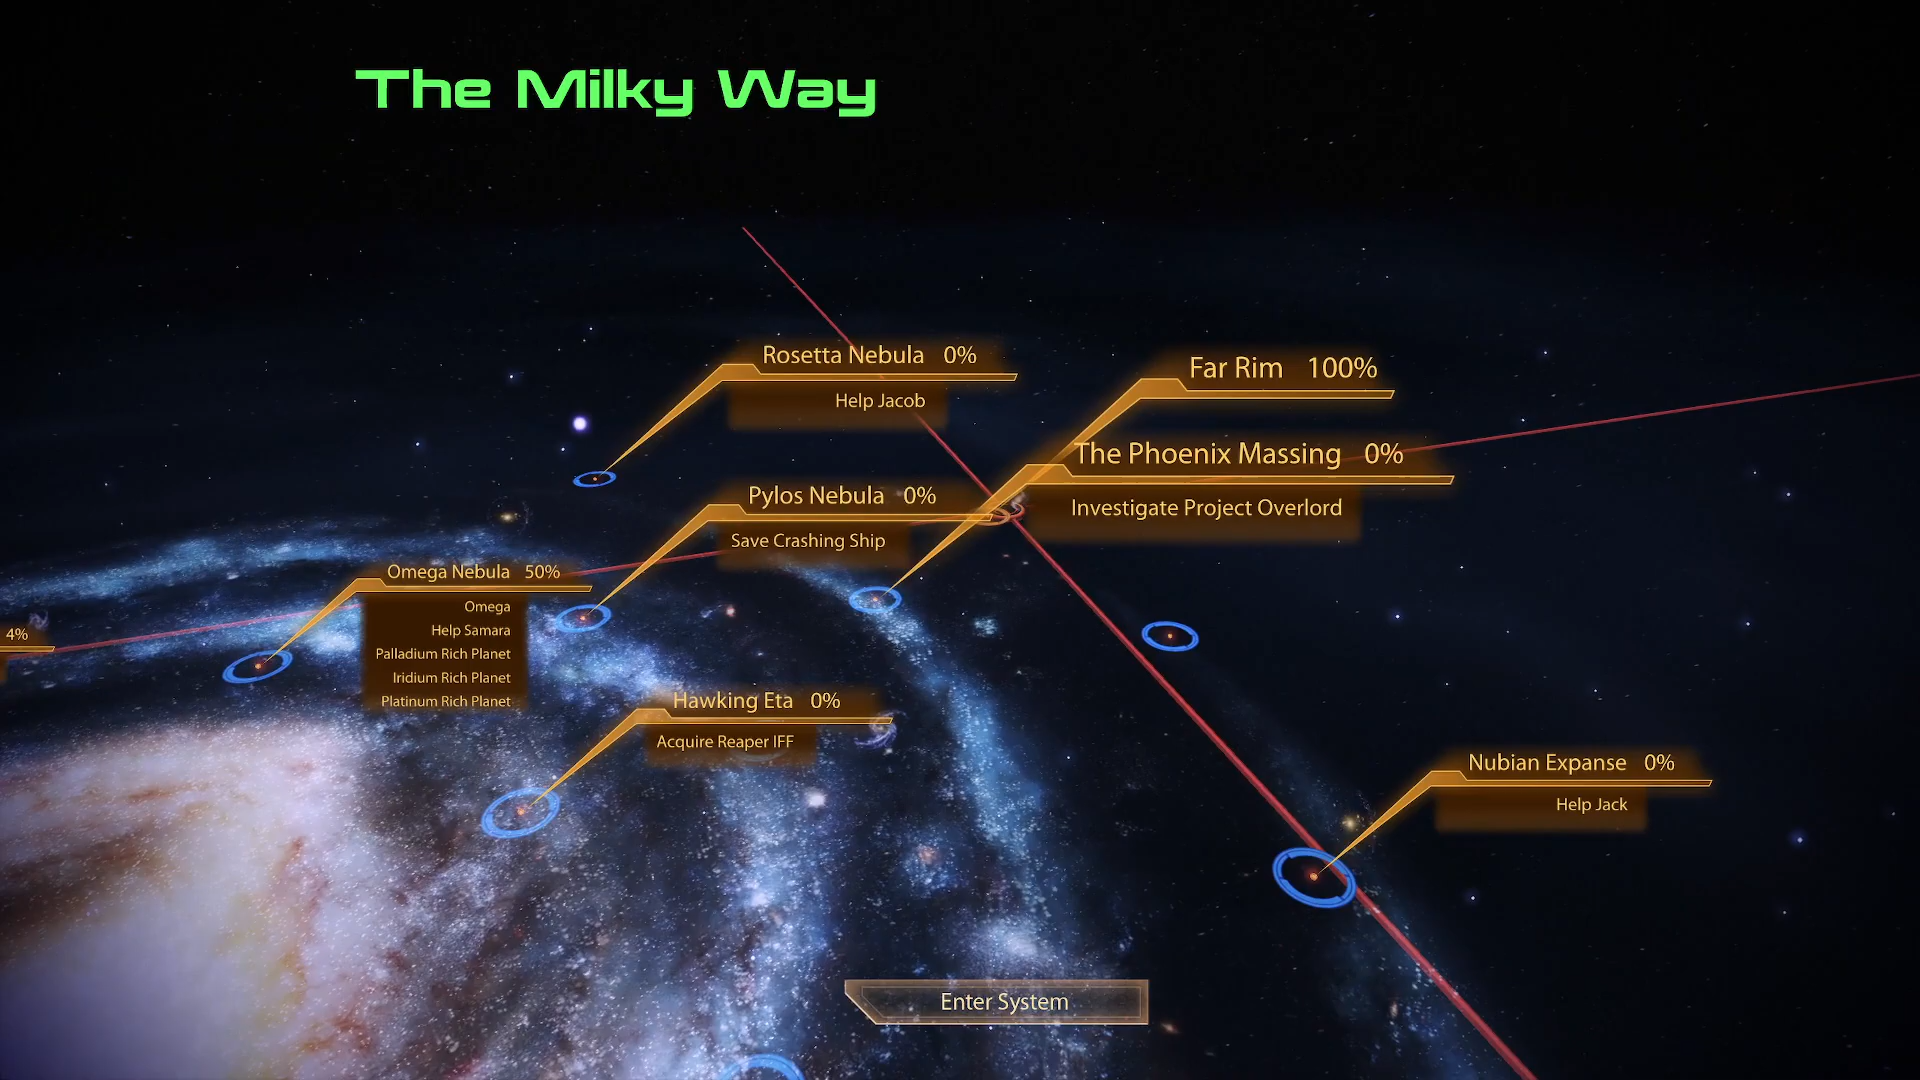 The Milky Way
Rosetta Nebula 0%
Help Jacob
Far Rim 100%
The Phoenix Massing 0%
Investigate Project Overlord
Pylos Nebula 0%
Save Crashing Ship
Omega Nebula 50%
Omega
Help Samara
Palladium Rich Planet
Iridium Rich Planet
Platinum Rich Planet
4%
Hawking Eta 0%
Acquire Reaper IFF
Nubian Expanse 0%
Help Jack
Enter System